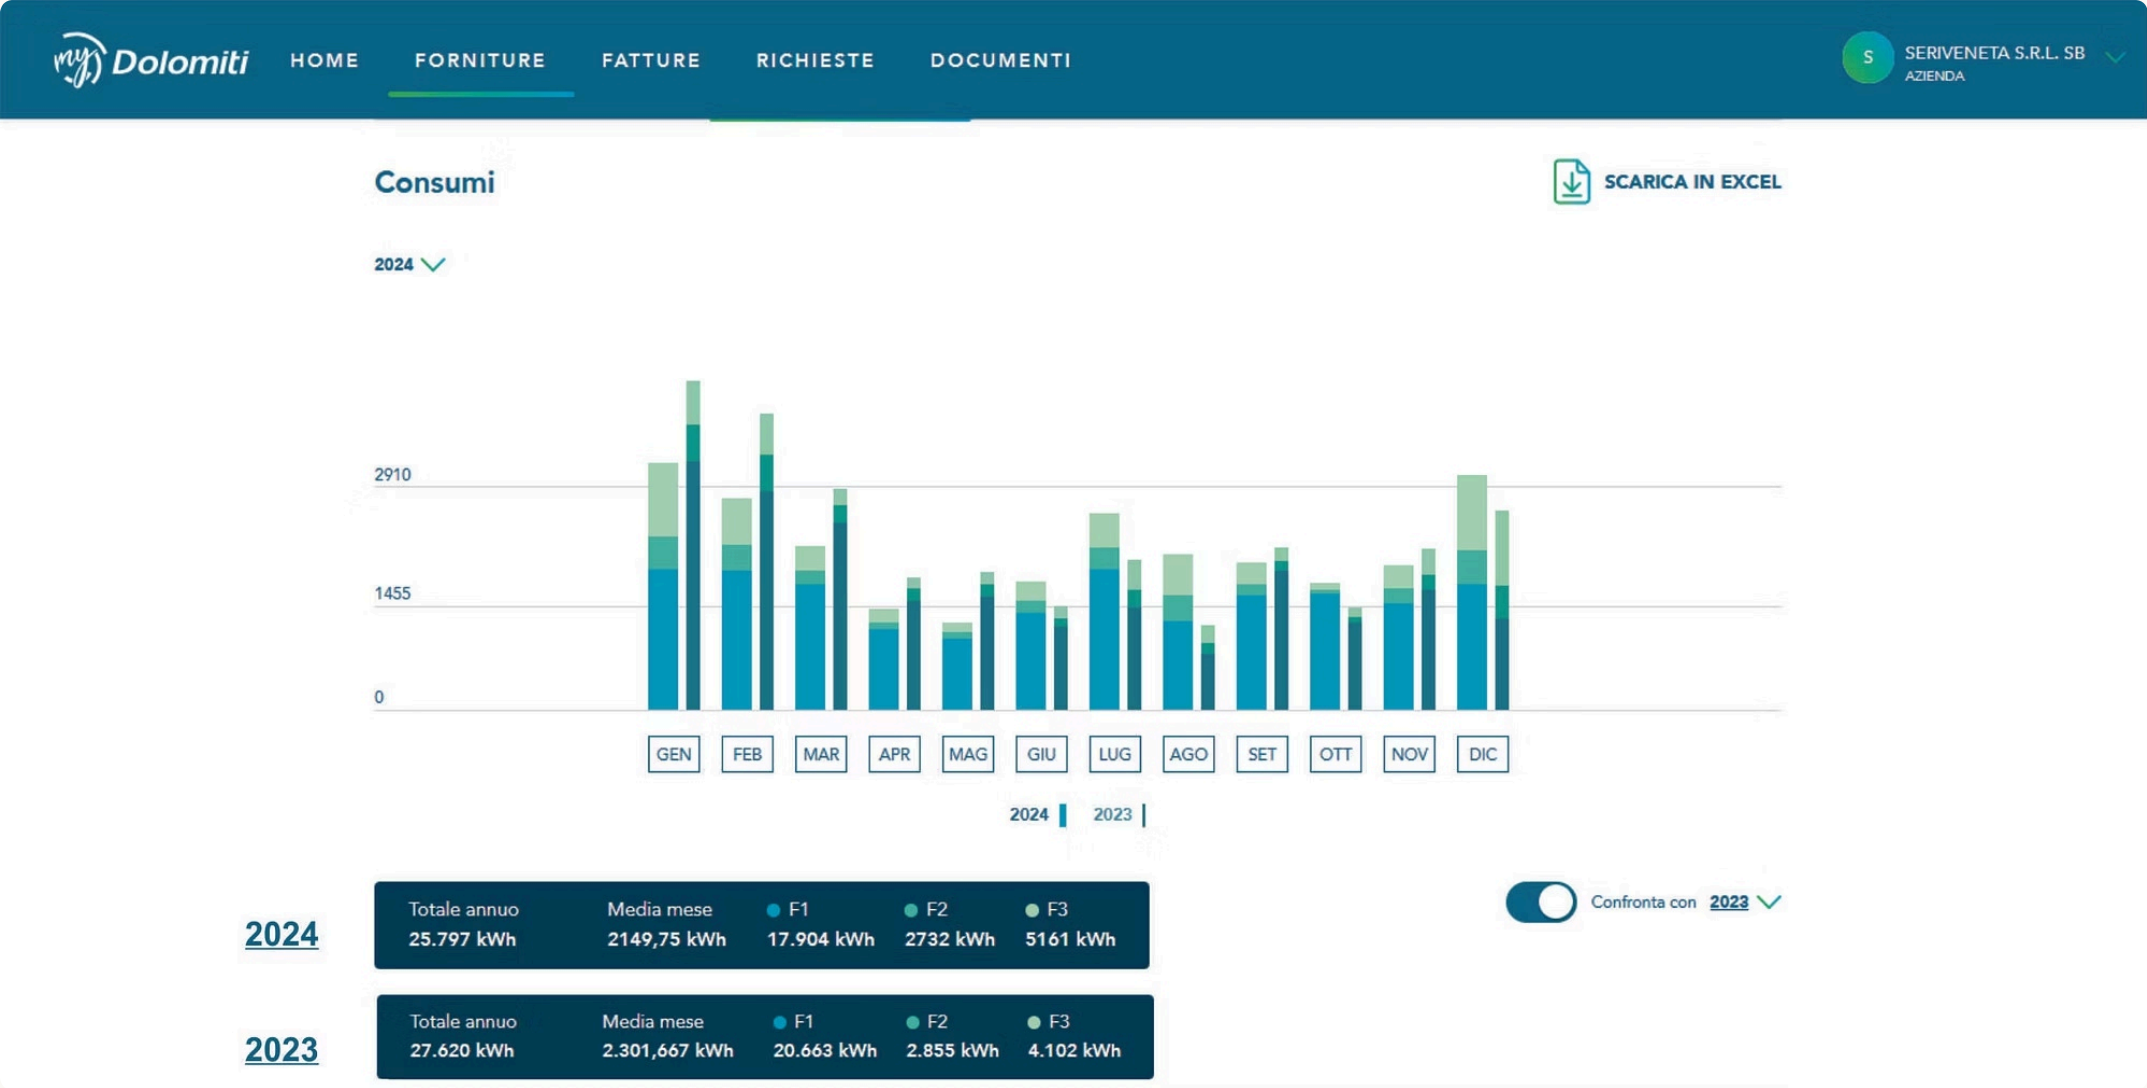 my Dolomiti HOME FORNITURE FATTURE RICHIESTE DOCUMENTI S SERIVENETA S.R.L. SB
AZIENDA
Consumi SCARICA IN EXCEL
2024
2910
1455
0
GEN FEB MAR APR MAG GIU LUG AGO SET OTT NOV DIC
2024 2023
2024
Totale annuo Media mese F1 F2 F3
25.797 kWh 2149,75 kWh 17.904 kWh 2732 kWh 5161 kWh
Confronta con 2023
2023
Totale annuo Media mese F1 F2 F3
27.620 kWh 2.301,667 kWh 20.663 kWh 2.855 kWh 4.102 kWh